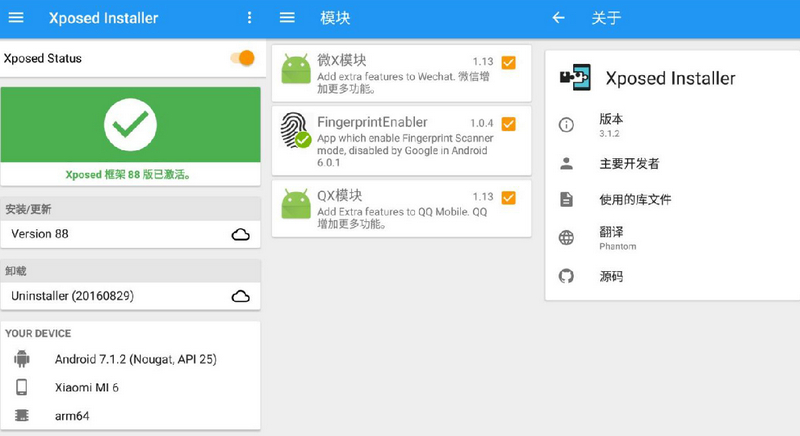 Xposed Installer
Xposed Status
Xposed 框架 88 版已激活。
安装/更新
Version 88
卸载
Uninstaller (20160829)
YOUR DEVICE
Android 7.1.2 (Nougat, API 25)
Xiaomi MI 6
arm64
模块
微X模块
1.13
Add extra features to Wechat. 微信增
加更多功能。
FingerprintEnabler
1.0.4
App which enable Fingerprint Scanner
mode, disabled by Google in Android
6.0.1
QX模块
1.13
Add Extra features to QQ Mobile. QQ
增加更多功能。
关于
Xposed Installer
版本
3.1.2
主要开发者
使用的库文件
翻译
Phantom
源码